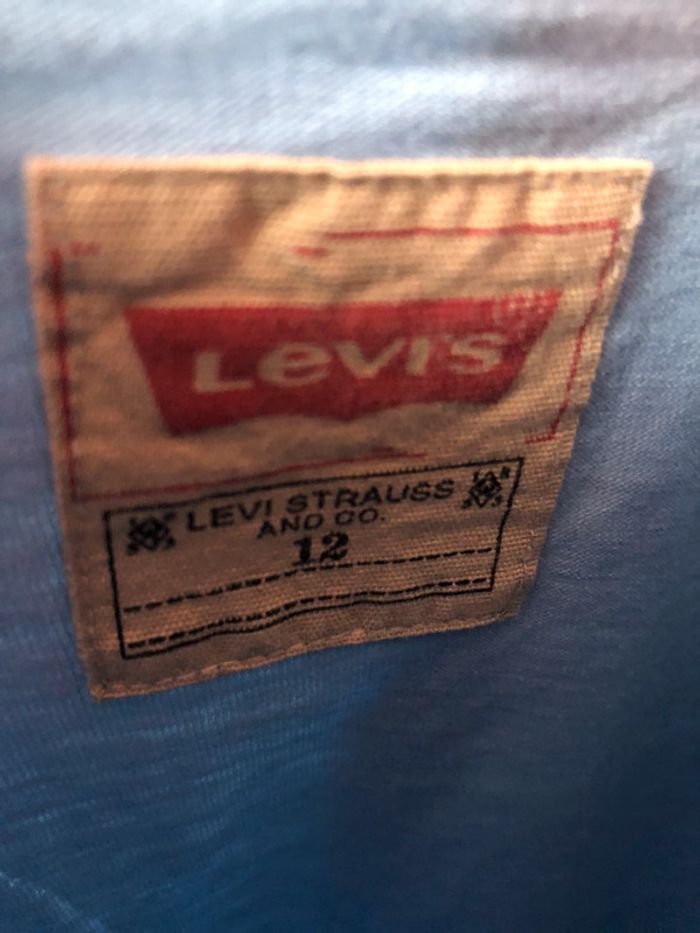 Levi's
LEVI STRAUSS
AND CO.
12